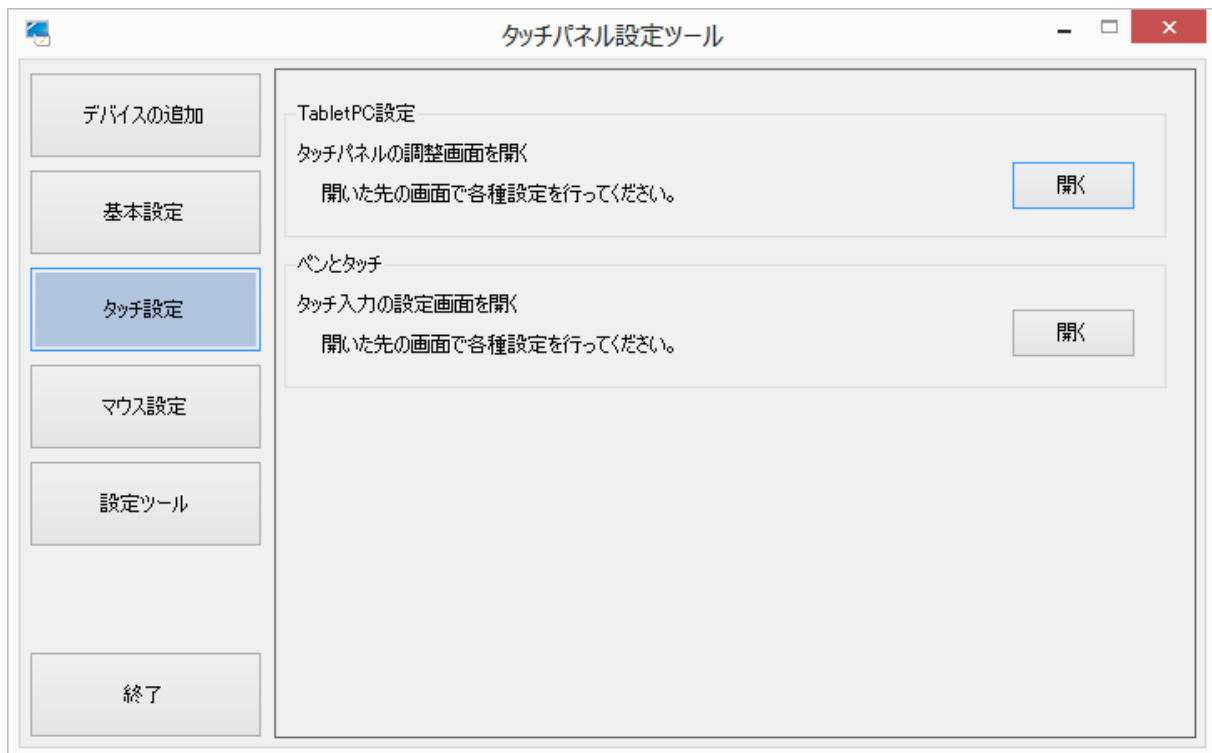 タッチパネル設定ツール
デバイスの追加
基本設定
タッチ設定
マウス設定
設定ツール
終了
TabletPC設定
タッチパネルの調整画面を開く
開いた先の画面で各種設定を行ってください。
開く
ペンとタッチ
タッチ入力の設定画面を開く
開いた先の画面で各種設定を行ってください。
開く